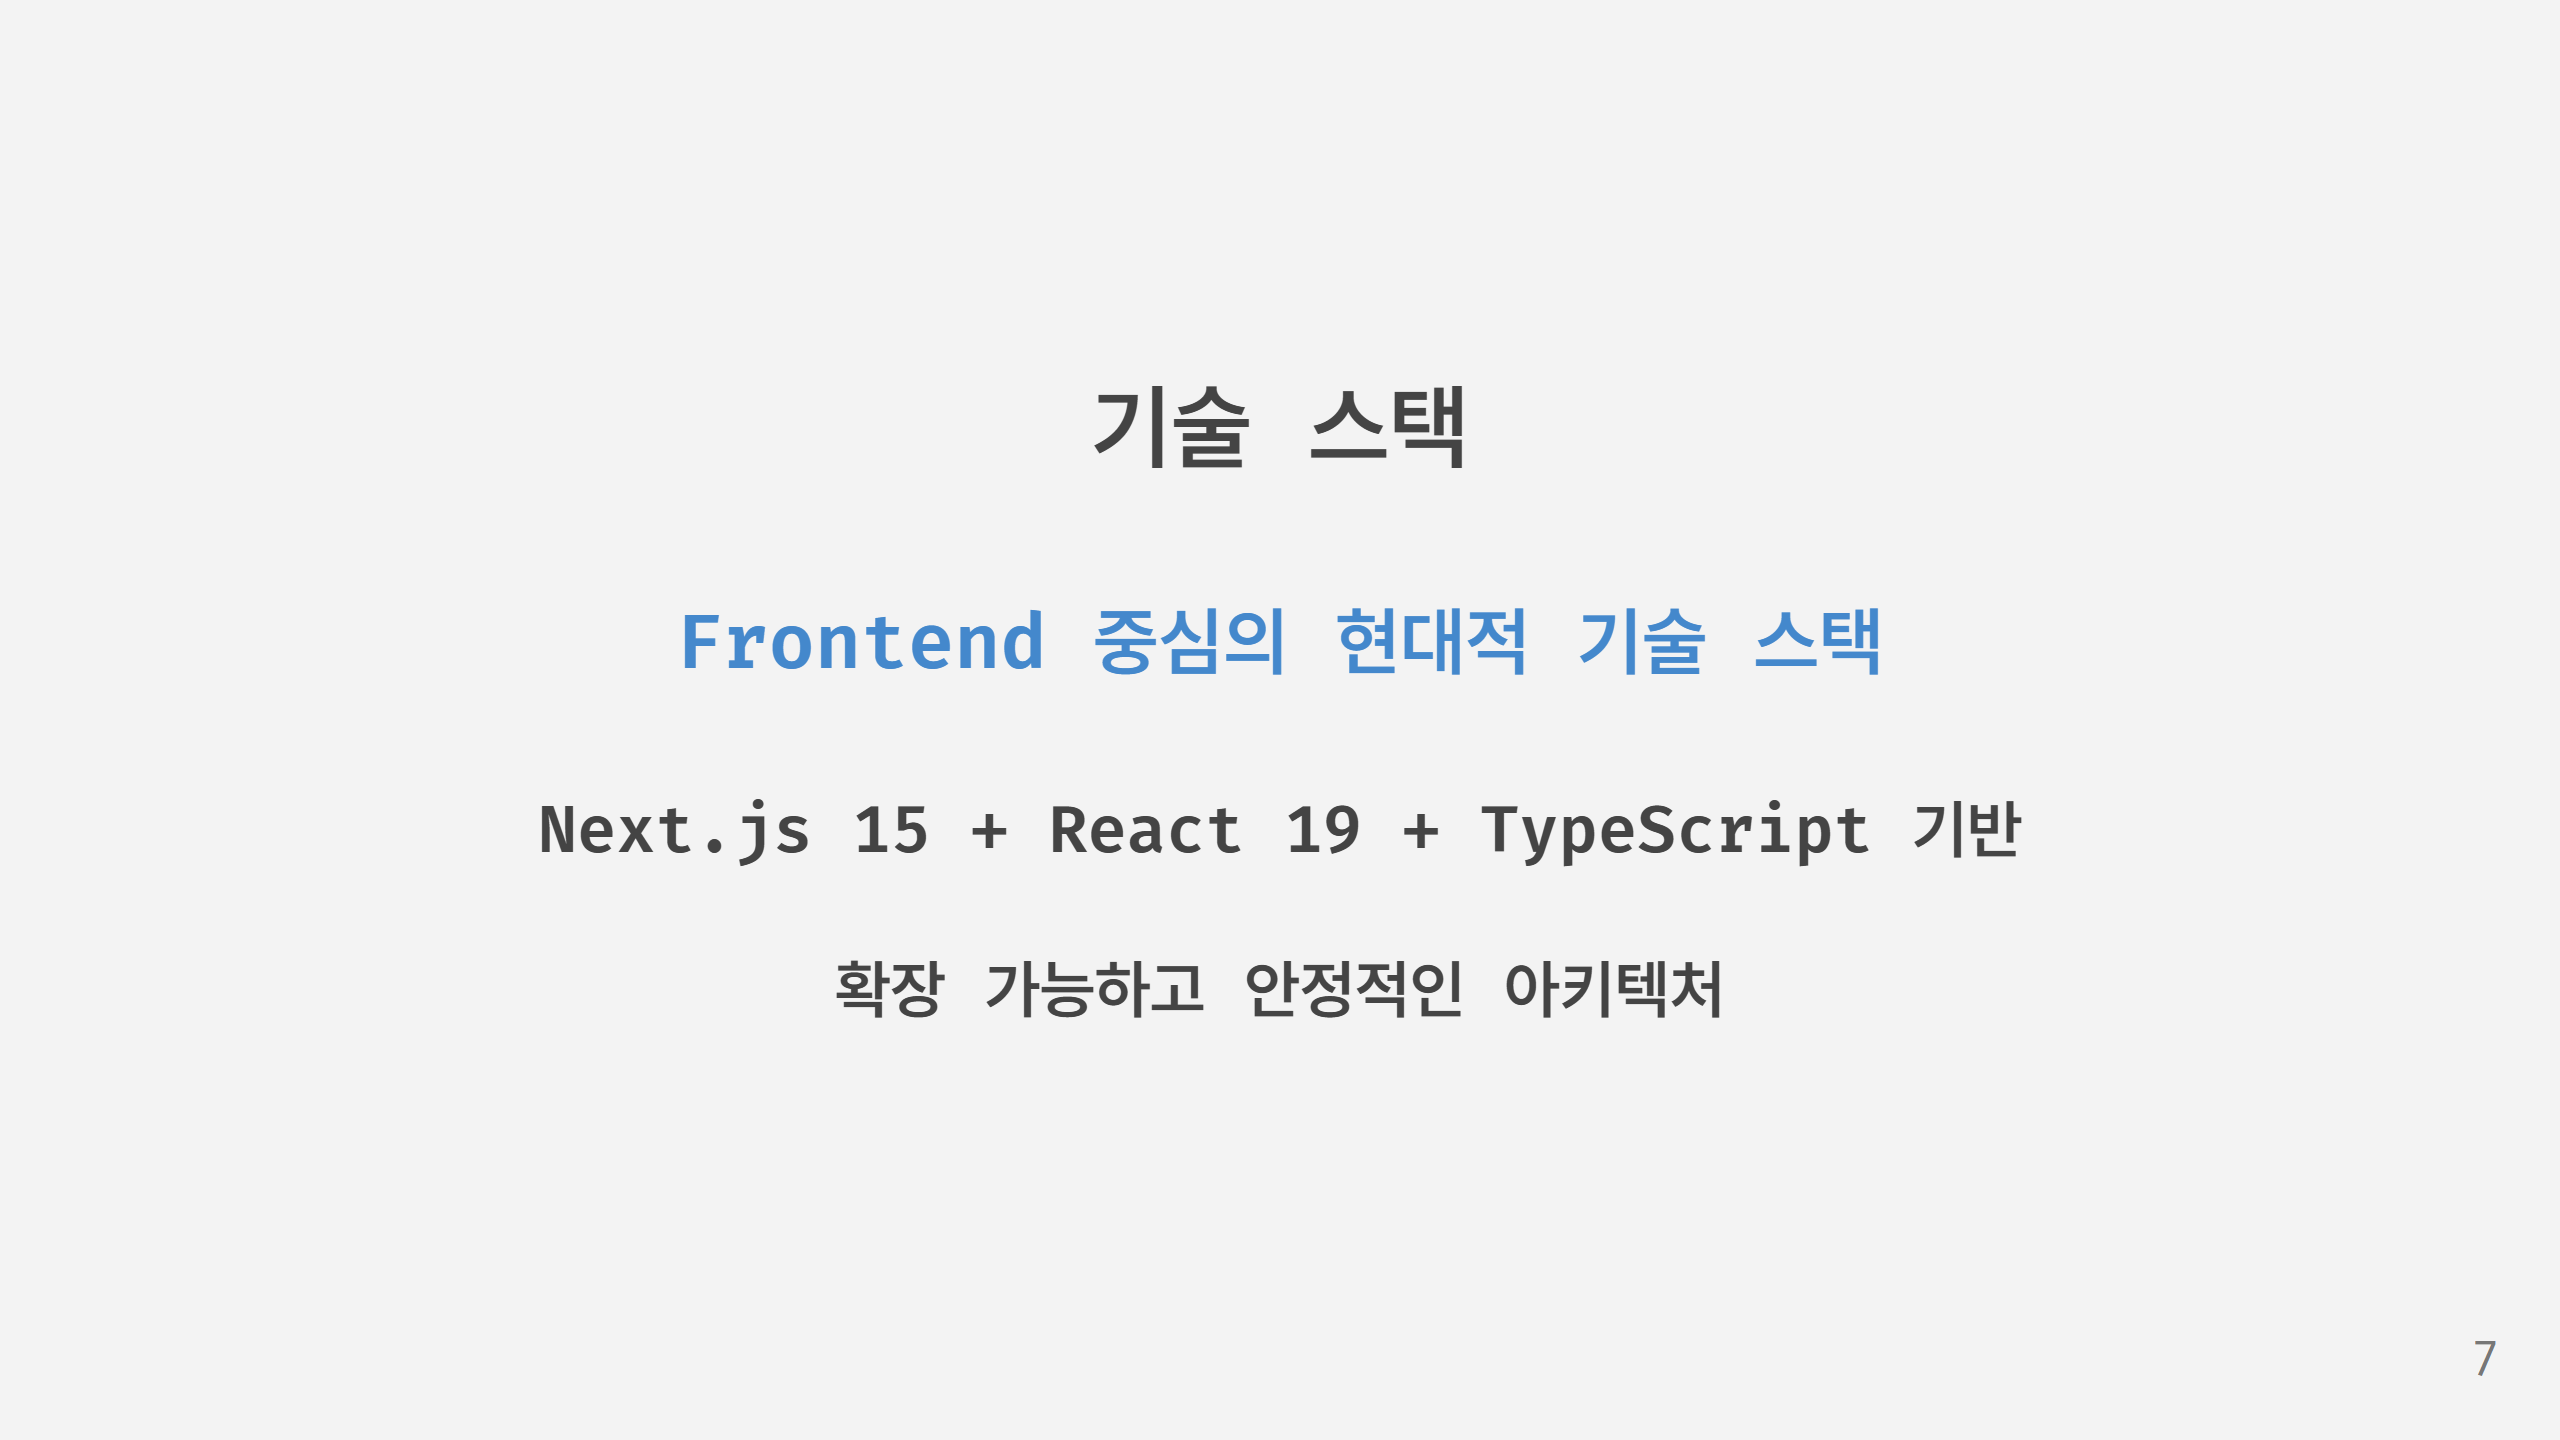 기술 스택
Frontend 중심의 현대적 기술 스택
Next.js 15 + React 19 + TypeScript 기반
확장 가능하고 안정적인 아키텍처
7